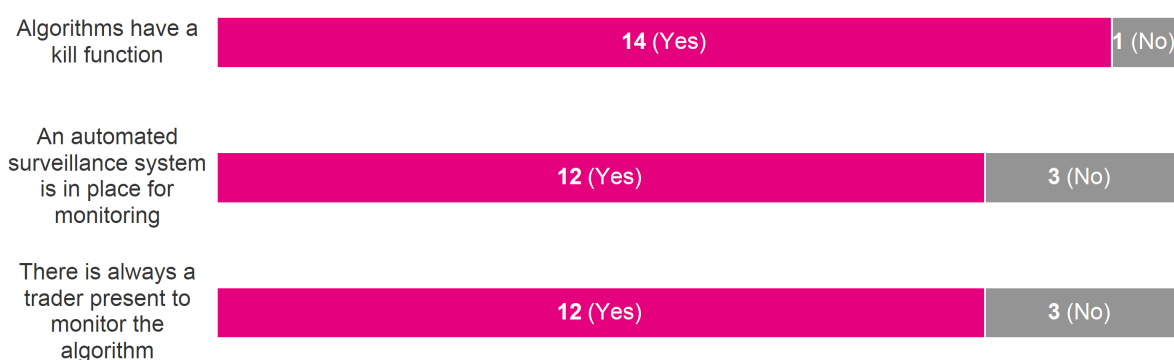 Algorithms have a
kill function
14 (Yes)
1 (No)
An automated
surveillance system
is in place for
monitoring
12 (Yes)
3 (No)
There is always a
trader present to
monitor the
algorithm
12 (Yes)
3 (No)